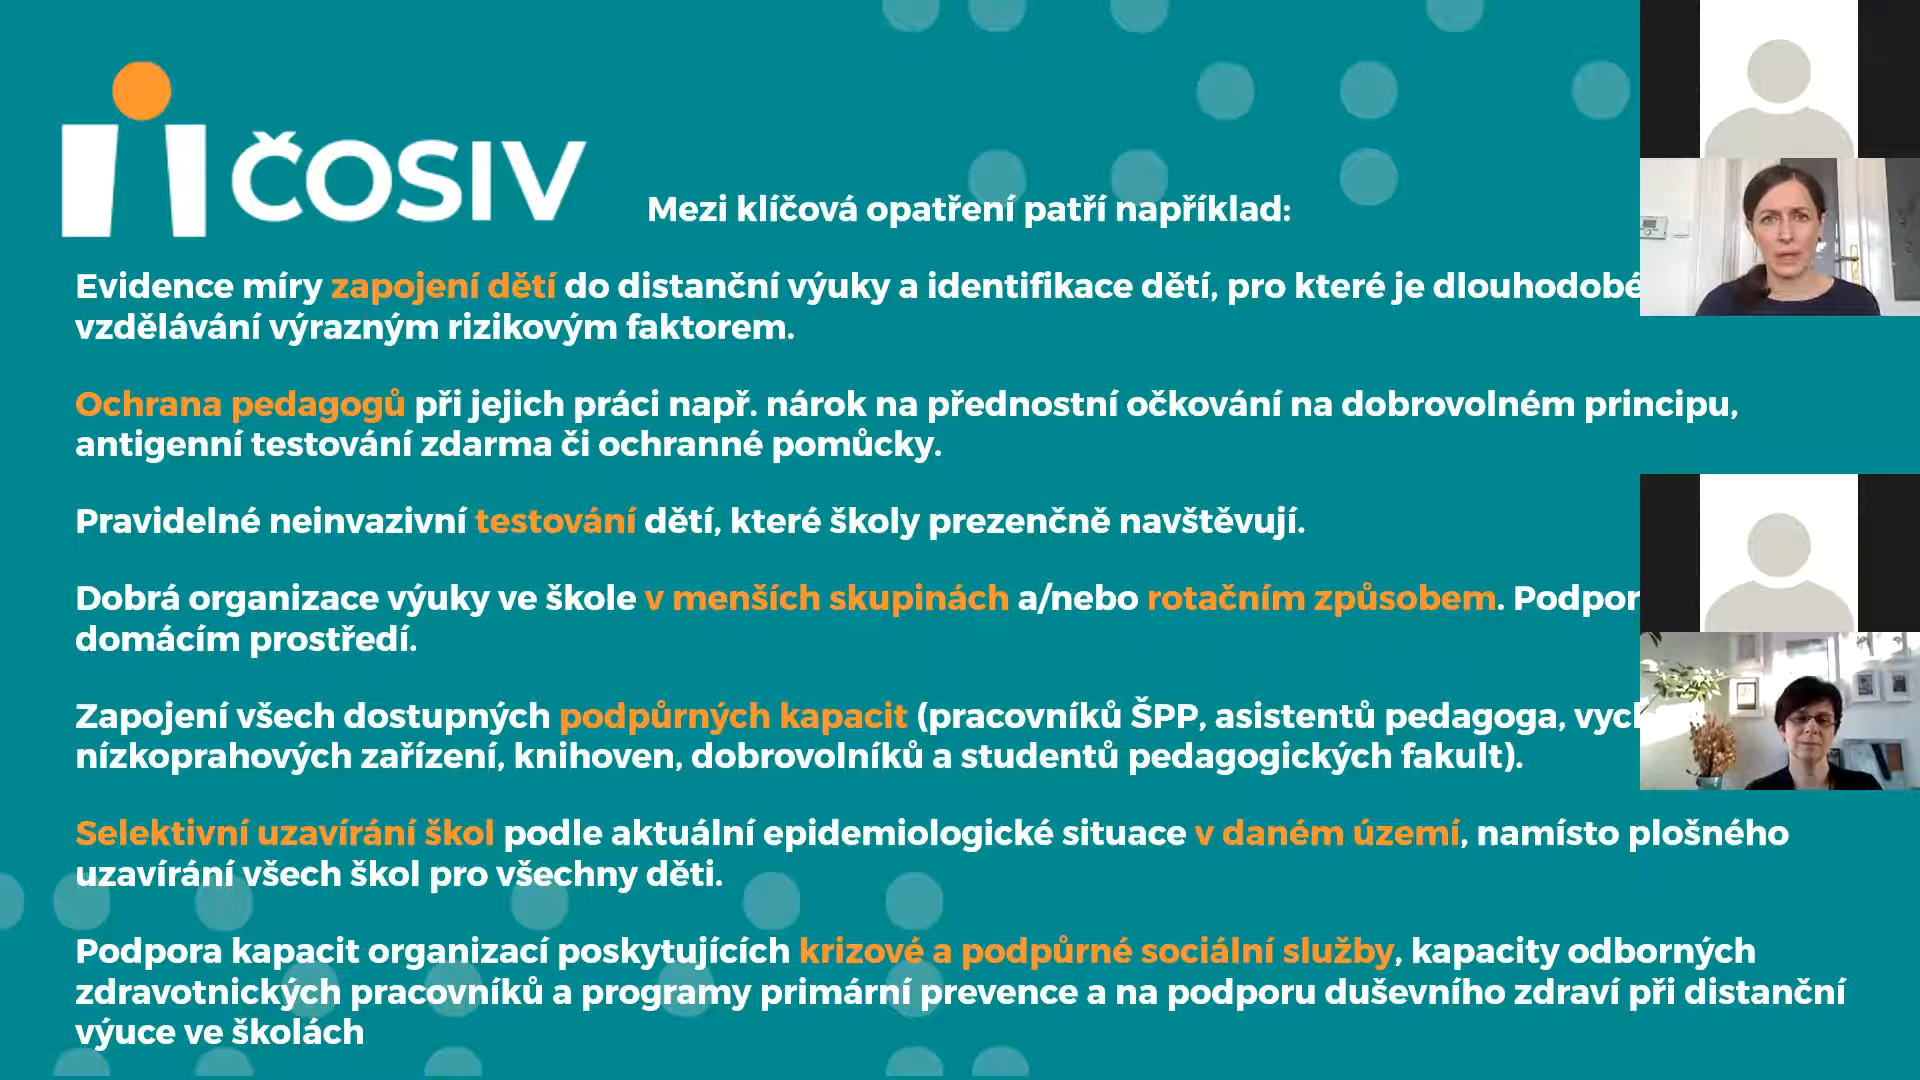 ČOSIV
Mezi klíčová opatření patří například:
Evidence míry zapojení dětí do distanční výuky a identifikace dětí, pro které je dlouhodobé
vzdělávání výrazným rizikovým faktorem.
Ochrana pedagogů při jejich práci např. nárok na přednostní očkování na dobrovolném principu,
antigenní testování zdarma či ochranné pomůcky.
Pravidelné neinvazivní testování dětí, které školy prezenčně navštěvují.
Dobrá organizace výuky ve škole v menších skupinách a/nebo rotačním způsobem.
domácím prostředí.
Zapojení všech dostupných podpůrných kapacit (pracovníků ŠPP, asistentů pedagoga,
nízkoprahových zařízení, knihoven, dobrovolníků a studentů pedagogických fakult).
Selektivní uzavírání škol podle aktuální epidemiologické situace v daném území, namísto plošného
uzavírání všech škol pro všechny děti.
Podpora kapacit organizací poskytujících krizové a podpůrné sociální služby, kapacity odborných
zdravotnických pracovníků a programy primární prevence a na podporu duševního zdraví při distanční
výuce ve školách